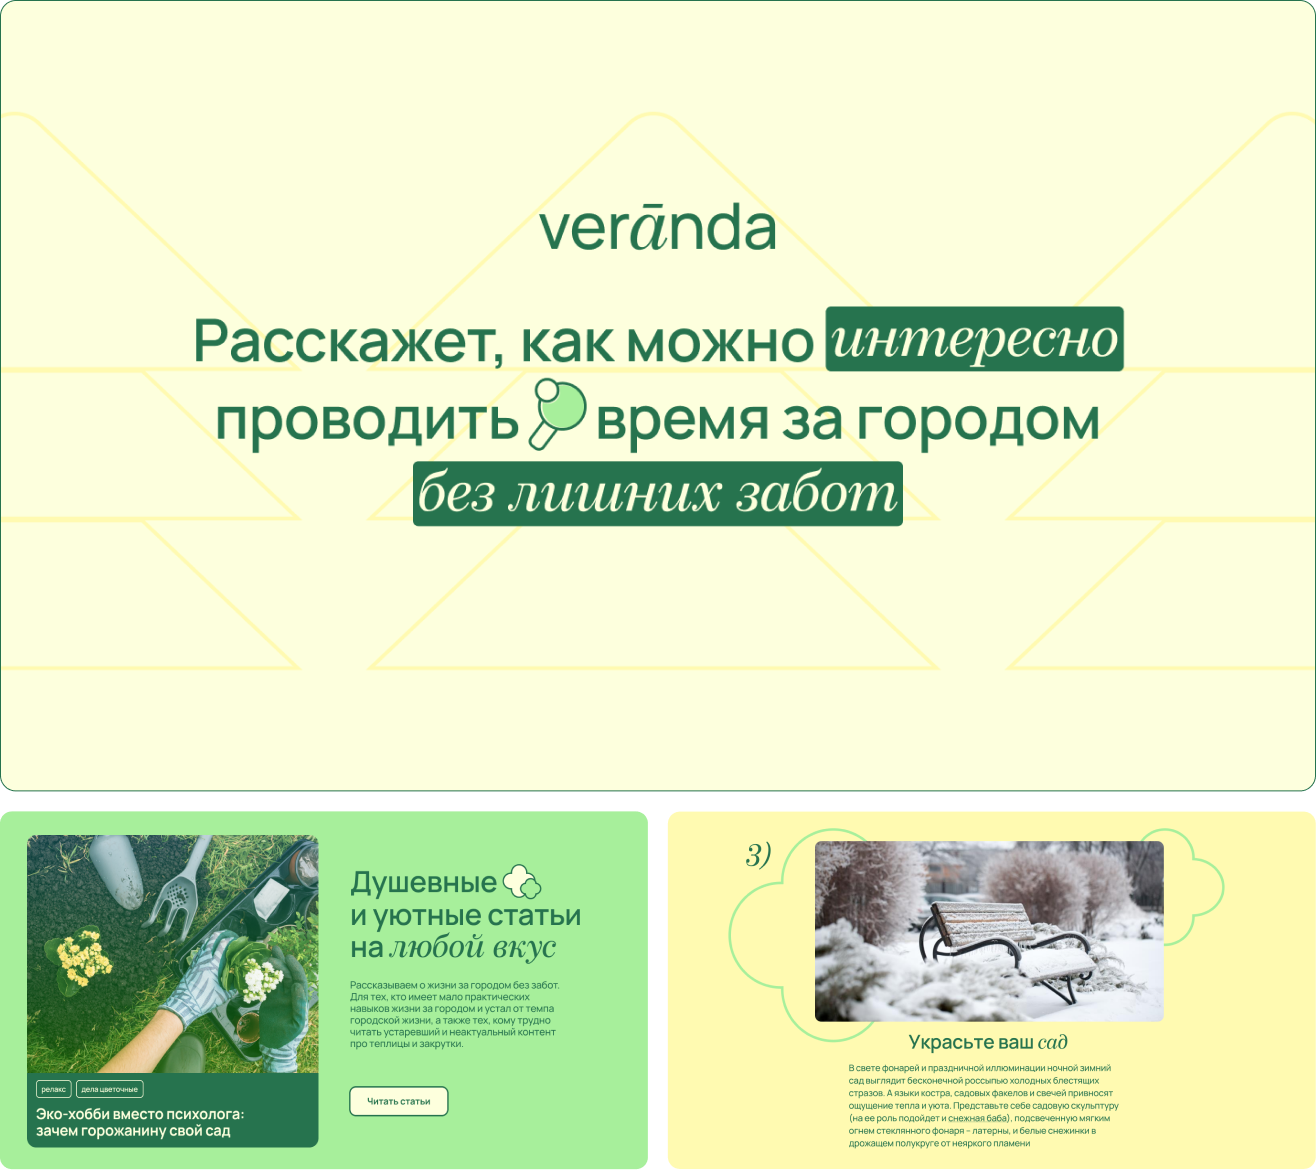 verānda
Расскажет, как можно интересно
проводить время за городом
без лишних забот
релакс
дела цветочные
Эко-хобби вместо психолога:
зачем горожанину свой сад
Душевные
и уютные статьи
на любой вкус
Рассказываем о жизни за городом без забот.
Для тех, кто имеет мало практических
навыков жизни за городом и устал от темпа
городской жизни, а также тех, кому трудно
читать устаревший и неактуальный контент
про теплицы и закрутки.
Читать статьи
3)
Украсьте ваш сад
В свете фонарей и праздничной иллюминации ночной зимний
сад выглядит бесконечной россыпью холодных блестящих
стразов. А языки костра, садовых факелов и свечей привносят
ощущение тепла и уюта. Представьте себе садовую скульптуру
(на ее роль подойдет и снежная баба), подсвеченную мягким
огнем стеклянного фонаря – латерны, и белые снежинки в
дрожащем полукруге от неяркого пламени